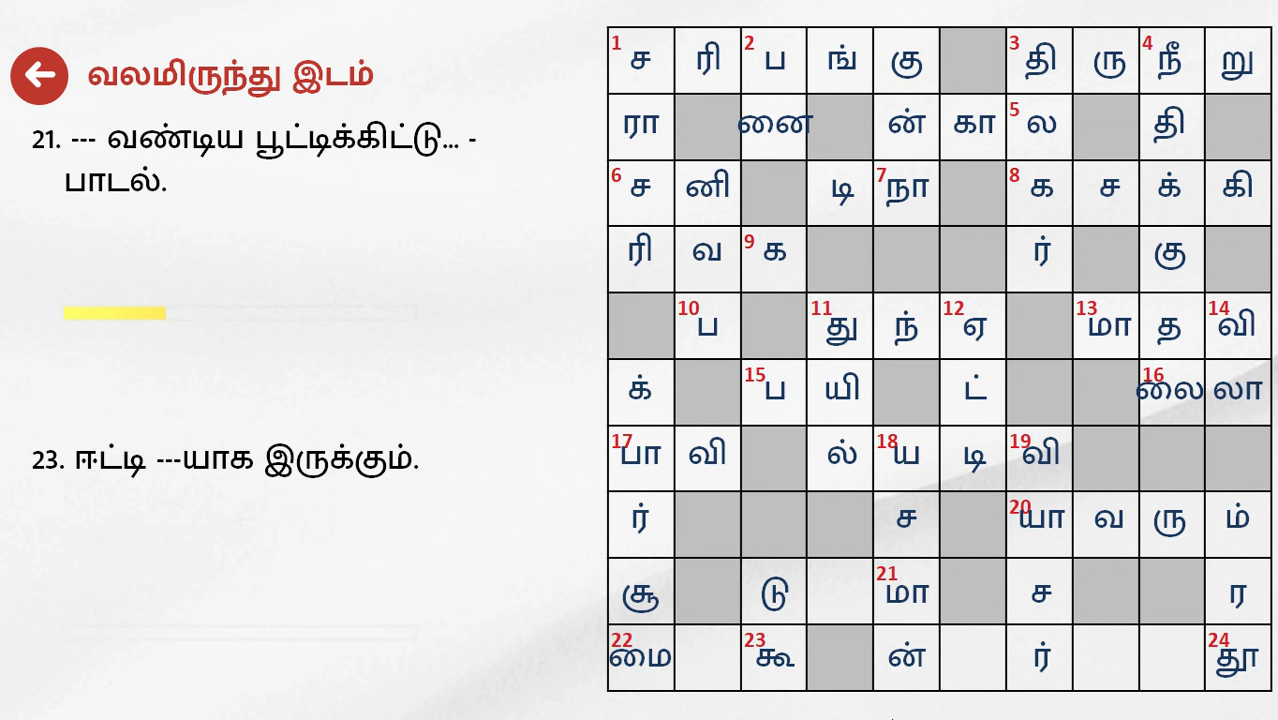 வலமிருந்து இடம்
21. --- வண்டிய பூட்டிக்கிட்டு... -
பாடல்.
23. ஈட்டி ---யாக இருக்கும்.
1 ச ரி 2 ப ங் கு 3 தி ரு 4 நீ று
ரா னை ன் கா 5 ல தி
6 ச னி டி 7 நா 8 க ச க் கி
ரி வ 9 க ர் கு
10 ப 11 து ந் 12 ஏ 13 மா த 14 வி
க் 15 ப யி ட் 16 லை லா
17 பா வி ல் 18 ய டி 19 வி
ர் ச 20 யா வ ரு ம்
சூ டு 21 மா ச ர
22 மை 23 கூ ன் ர் 24 தூ